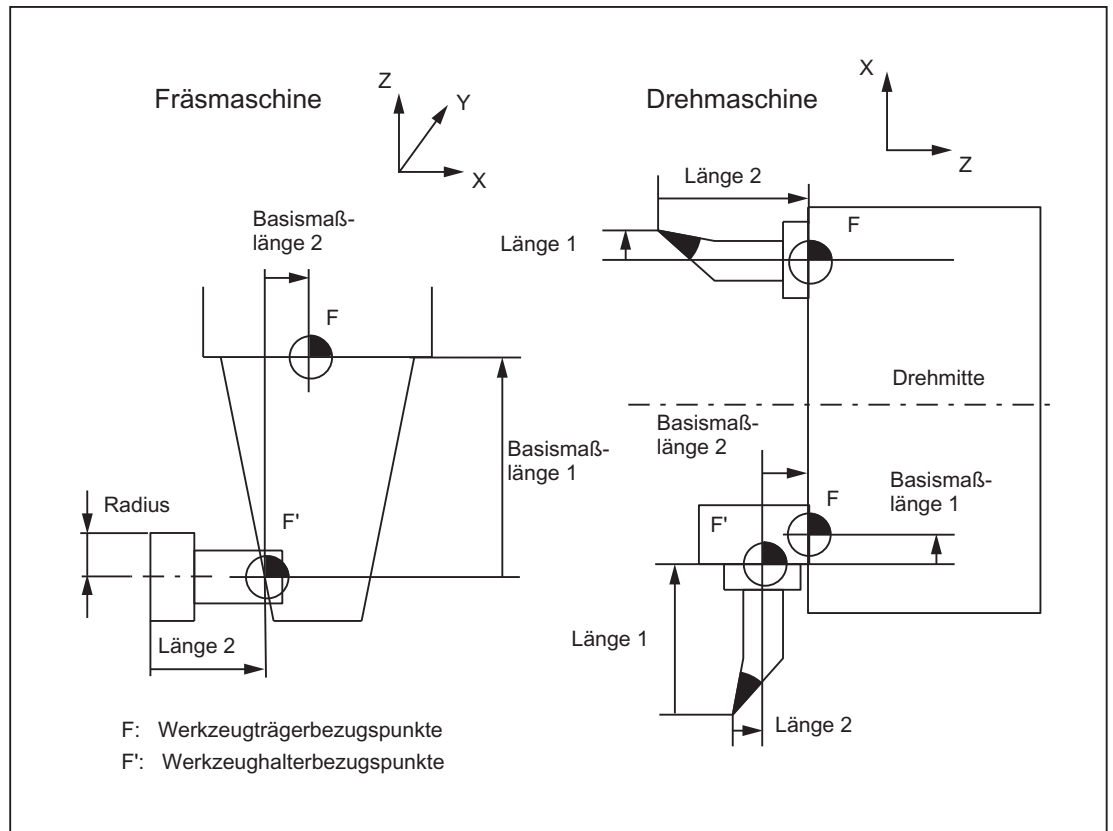 Fräsmaschine
Z
Y
X
Basismaß-
länge 2
F
Basismaß-
länge 1
Radius
F'
Länge 2
F: Werkzeugträgerbezugspunkte
F': Werkzeughalterbezugspunkte
Drehmaschine
X
Z
Länge 2
Länge 1
F
Drehmitte
Basismaß-
länge 2
Basismaß-
länge 1
F
F'
Länge 1
Länge 2